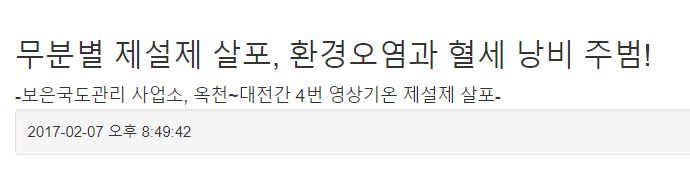 무분별 제설제 살포, 환경오염과 혈세 낭비 주범!
-보은국도관리 사업소, 옥천~대전간 4번 영상기온 제설제 살포-
2017-02-07 오후 8:49:42